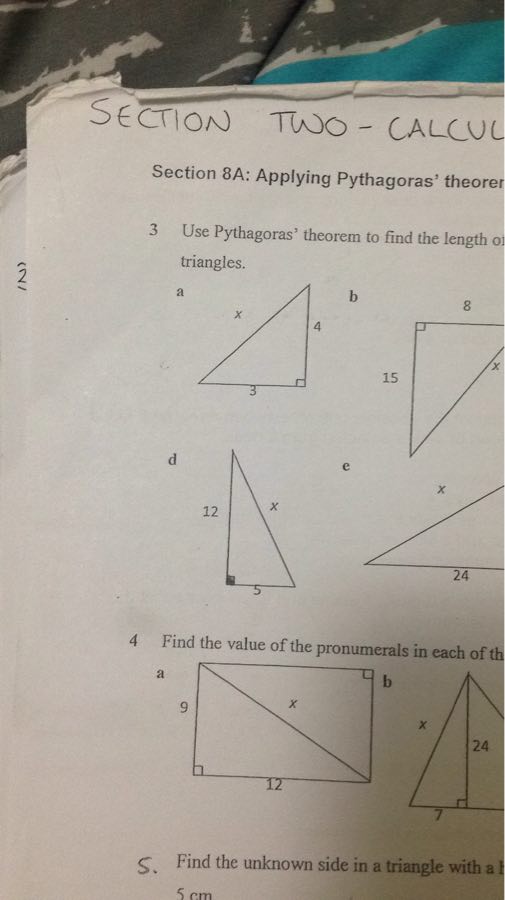 SECTION TWO - CALCUL
Section 8A: Applying Pythagoras' theorer
3 Use Pythagoras' theorem to find the length of
triangles.
a
x
4
3
b
8
15
x
d
12
x
5
e
x
24
2
4 Find the value of the pronumerals in each of th
a
9
x
12
b
x
24
7
5. Find the unknown side in a triangle with a h
5 cm